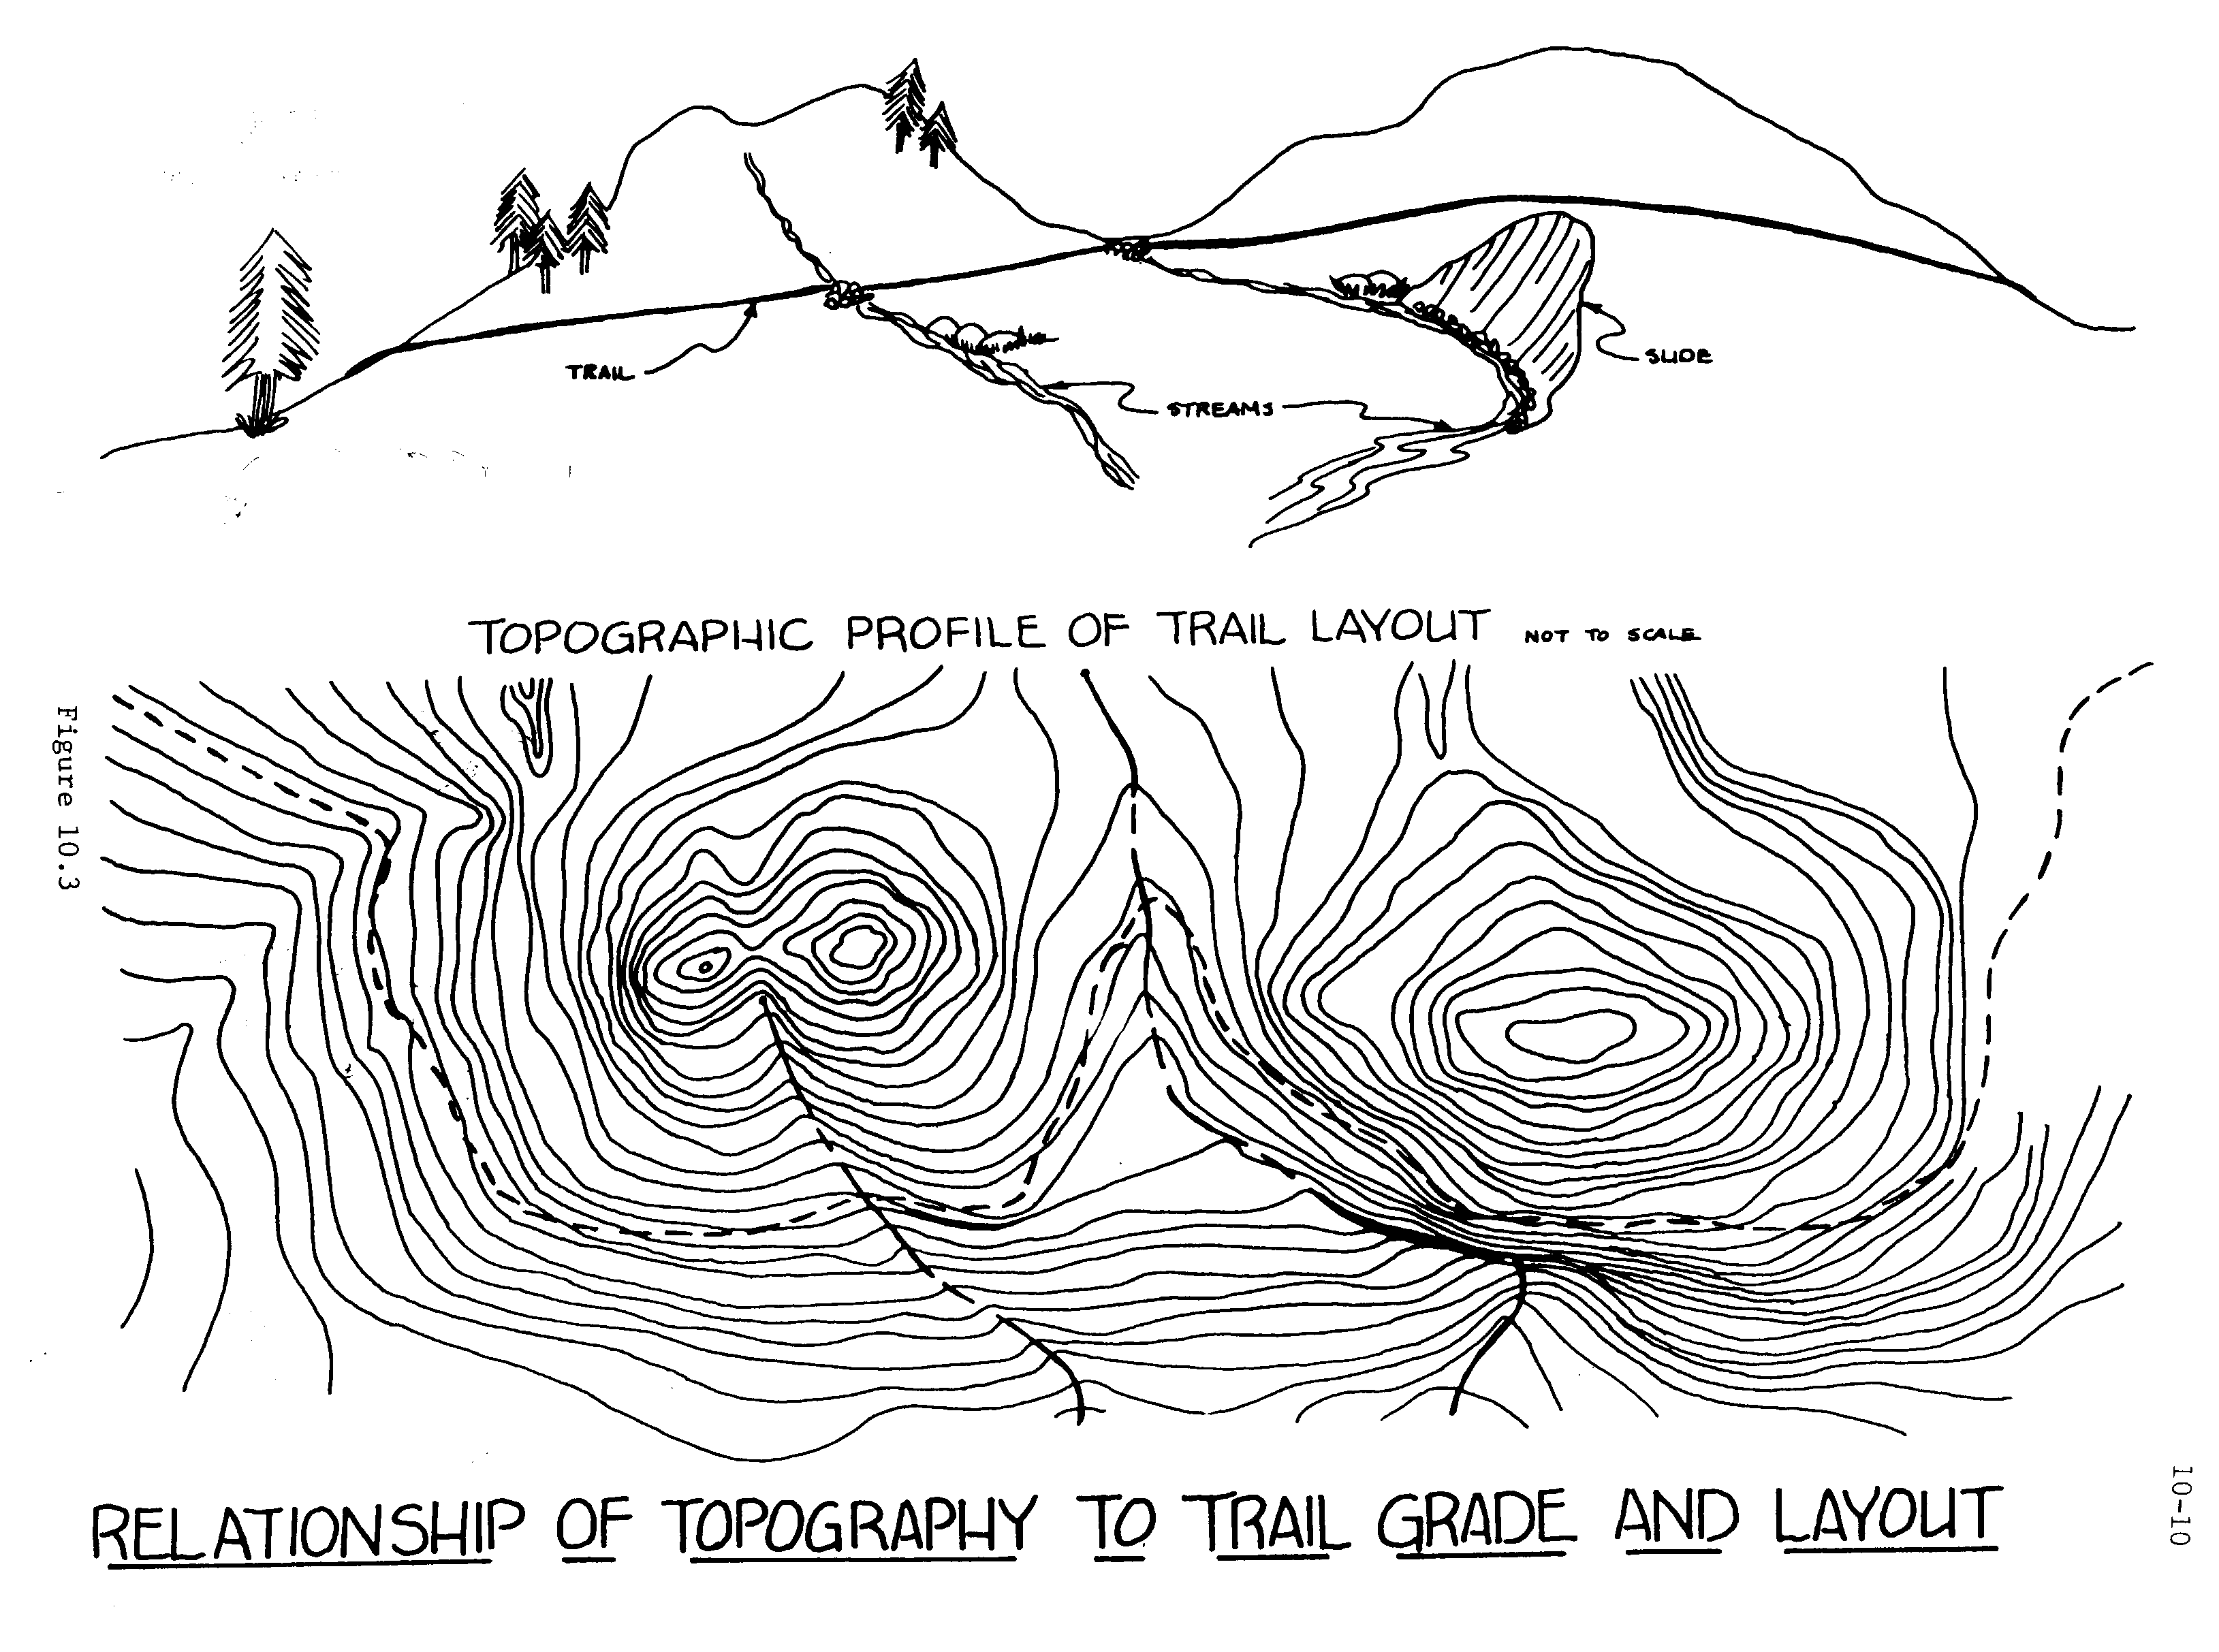 TRAIL
STREAMS
SLIDE
TOPOGRAPHIC PROFILE OF TRAIL LAYOUT NOT TO SCALE
Figure 10.3
RELATIONSHIP OF TOPOGRAPHY TO TRAIL GRADE AND LAYOUT
10-10